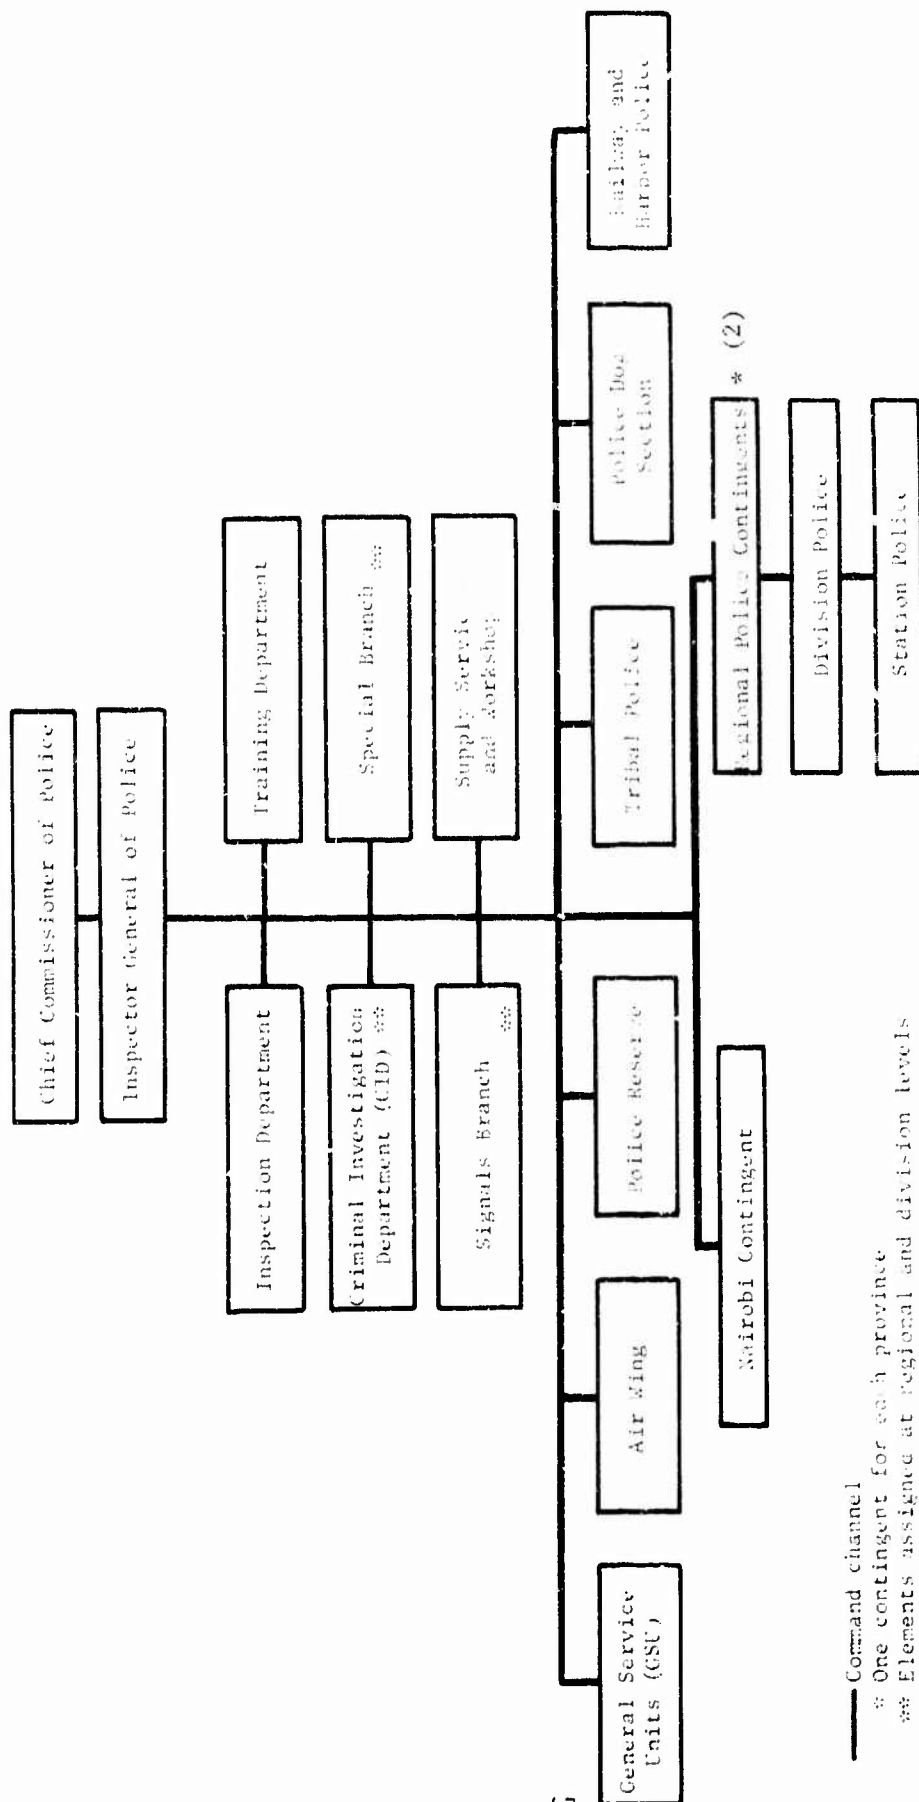 Chief Commissioner of Police
Inspector General of Police
Inspection Department
Training Department
Criminal Investigation
Department (CID) **
Special Branch **
Signals Branch **
Supply Servic
and Workshop
General Service
Units (GSU)
Air Wing
Police Reserve
Tribal Police
Police Dog
Section
Railway and
Harbor Police
Nairobi Contingent
Regional Police Contingents * (2)
Division Police
Station Police
Command channel
* One contingent for each province
** Elements assigned at regional and division levels